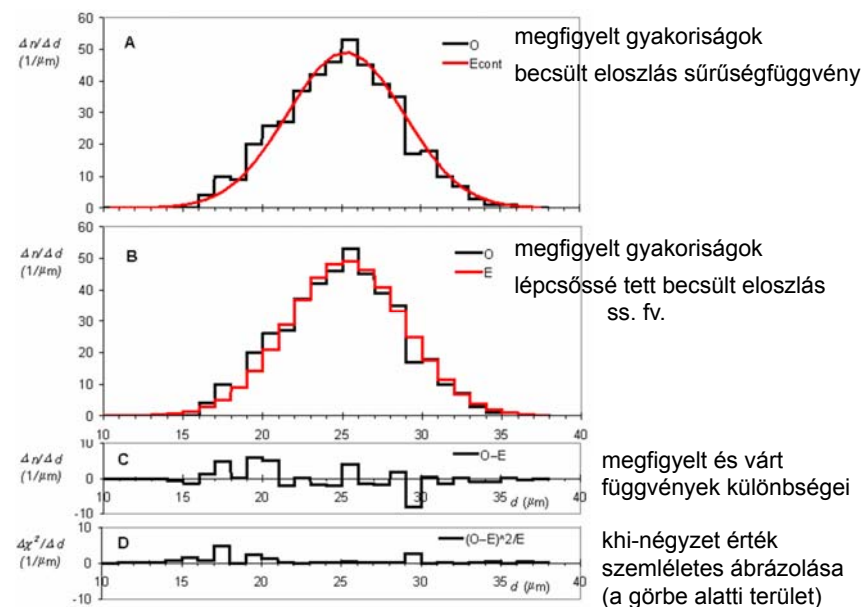 60
Δn/Δd
(1/μm)
50
A
O
megfigyelt gyakoriságok
Econt
becsült eloszlás sűrűségfüggvény
40
30
20
10
0
10 15 20 25 30 35 40
60
Δn/Δd
(1/μm)
50
B
O
megfigyelt gyakoriságok
E
lépcsőssé tett becsült eloszlás
ss. fv.
40
30
20
10
0
10 15 20 25 30 35 40
10
Δn/Δd
(1/μm)
C
O–E
megfigyelt és várt
függvények különbségei
0
d (μm)
-10
10
Δχ²/Δd
(1/μm)
D
(O–E)^2/E
khi-négyzet érték
szemléletes ábrázolása
(a görbe alatti terület)
0
10 15 20 25 30 35 40
d (μm)
-10